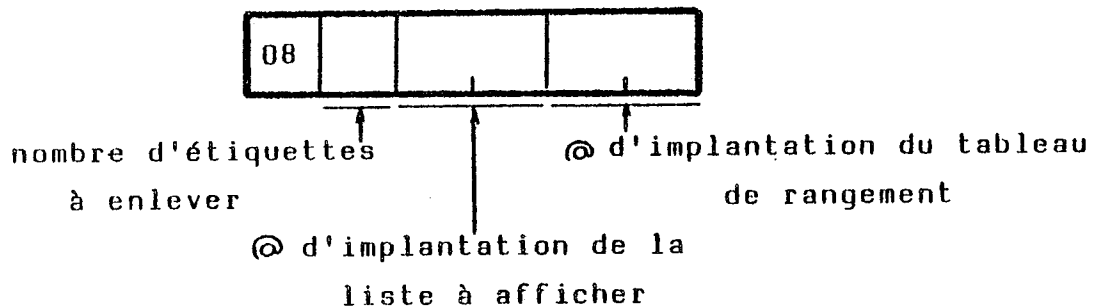 08
nombre d'étiquettes
à enlever
@ d'implantation du tableau
de rangement
@ d'implantation de la
liste à afficher